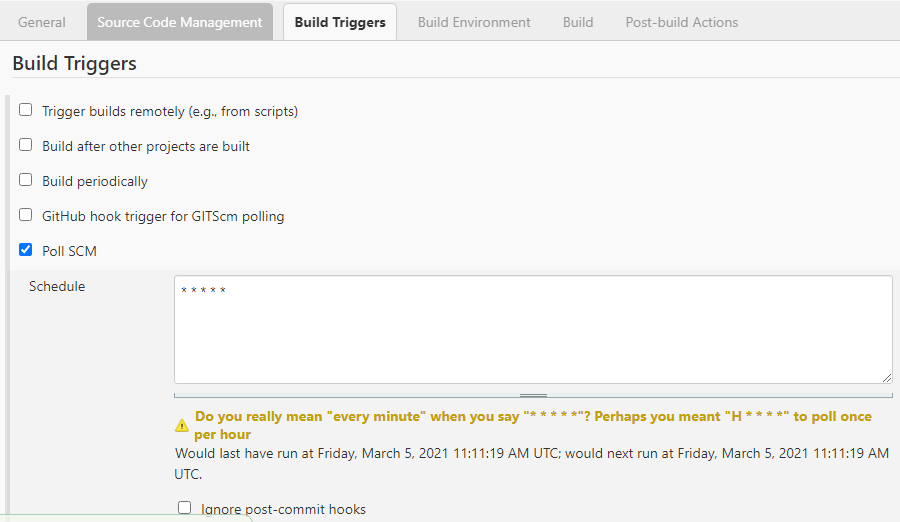 General Source Code Management Build Triggers Build Environment Build Post-build Actions
Build Triggers
Trigger builds remotely (e.g., from scripts)
Build after other projects are built
Build periodically
GitHub hook trigger for GITScm polling
Poll SCM
Schedule
* * * * *
Do you really mean "every minute" when you say "* * * * *"? Perhaps you meant "H * * * *" to poll once
per hour
Would last have run at Friday, March 5, 2021 11:11:19 AM UTC; would next run at Friday, March 5, 2021 11:11:19 AM
UTC.
Ignore post-commit hooks